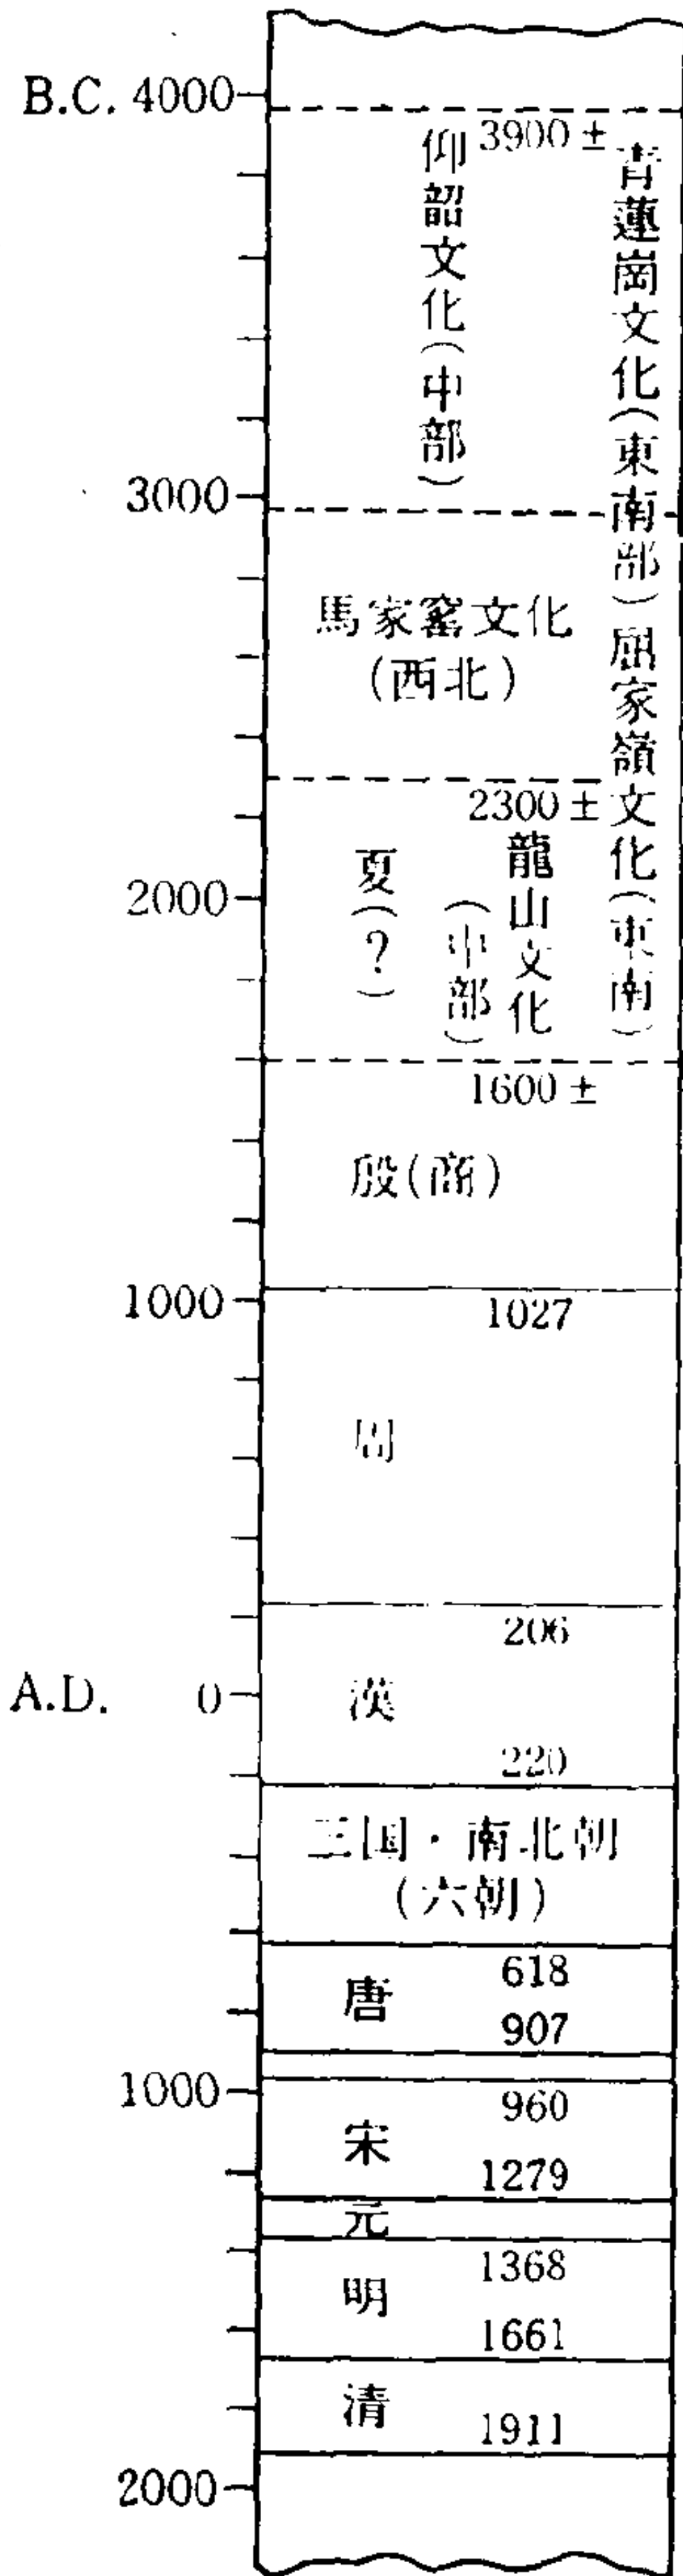 B.C. 4000
3900 ±
仰韶文化(中部)
青蓮崗文化(東南部)
3000
馬家窰文化
(西北)
屈家嶺文化(東南)
2300 ±
龍山文化
(中部)
夏(?)
2000
1600 ±
殷(商)
1000
1027
周
206
A.D. 0
漢
220
三国・南北朝
(六朝)
618
唐
907
1000
960
宋
1279
元
1368
明
1661
清
1911
2000